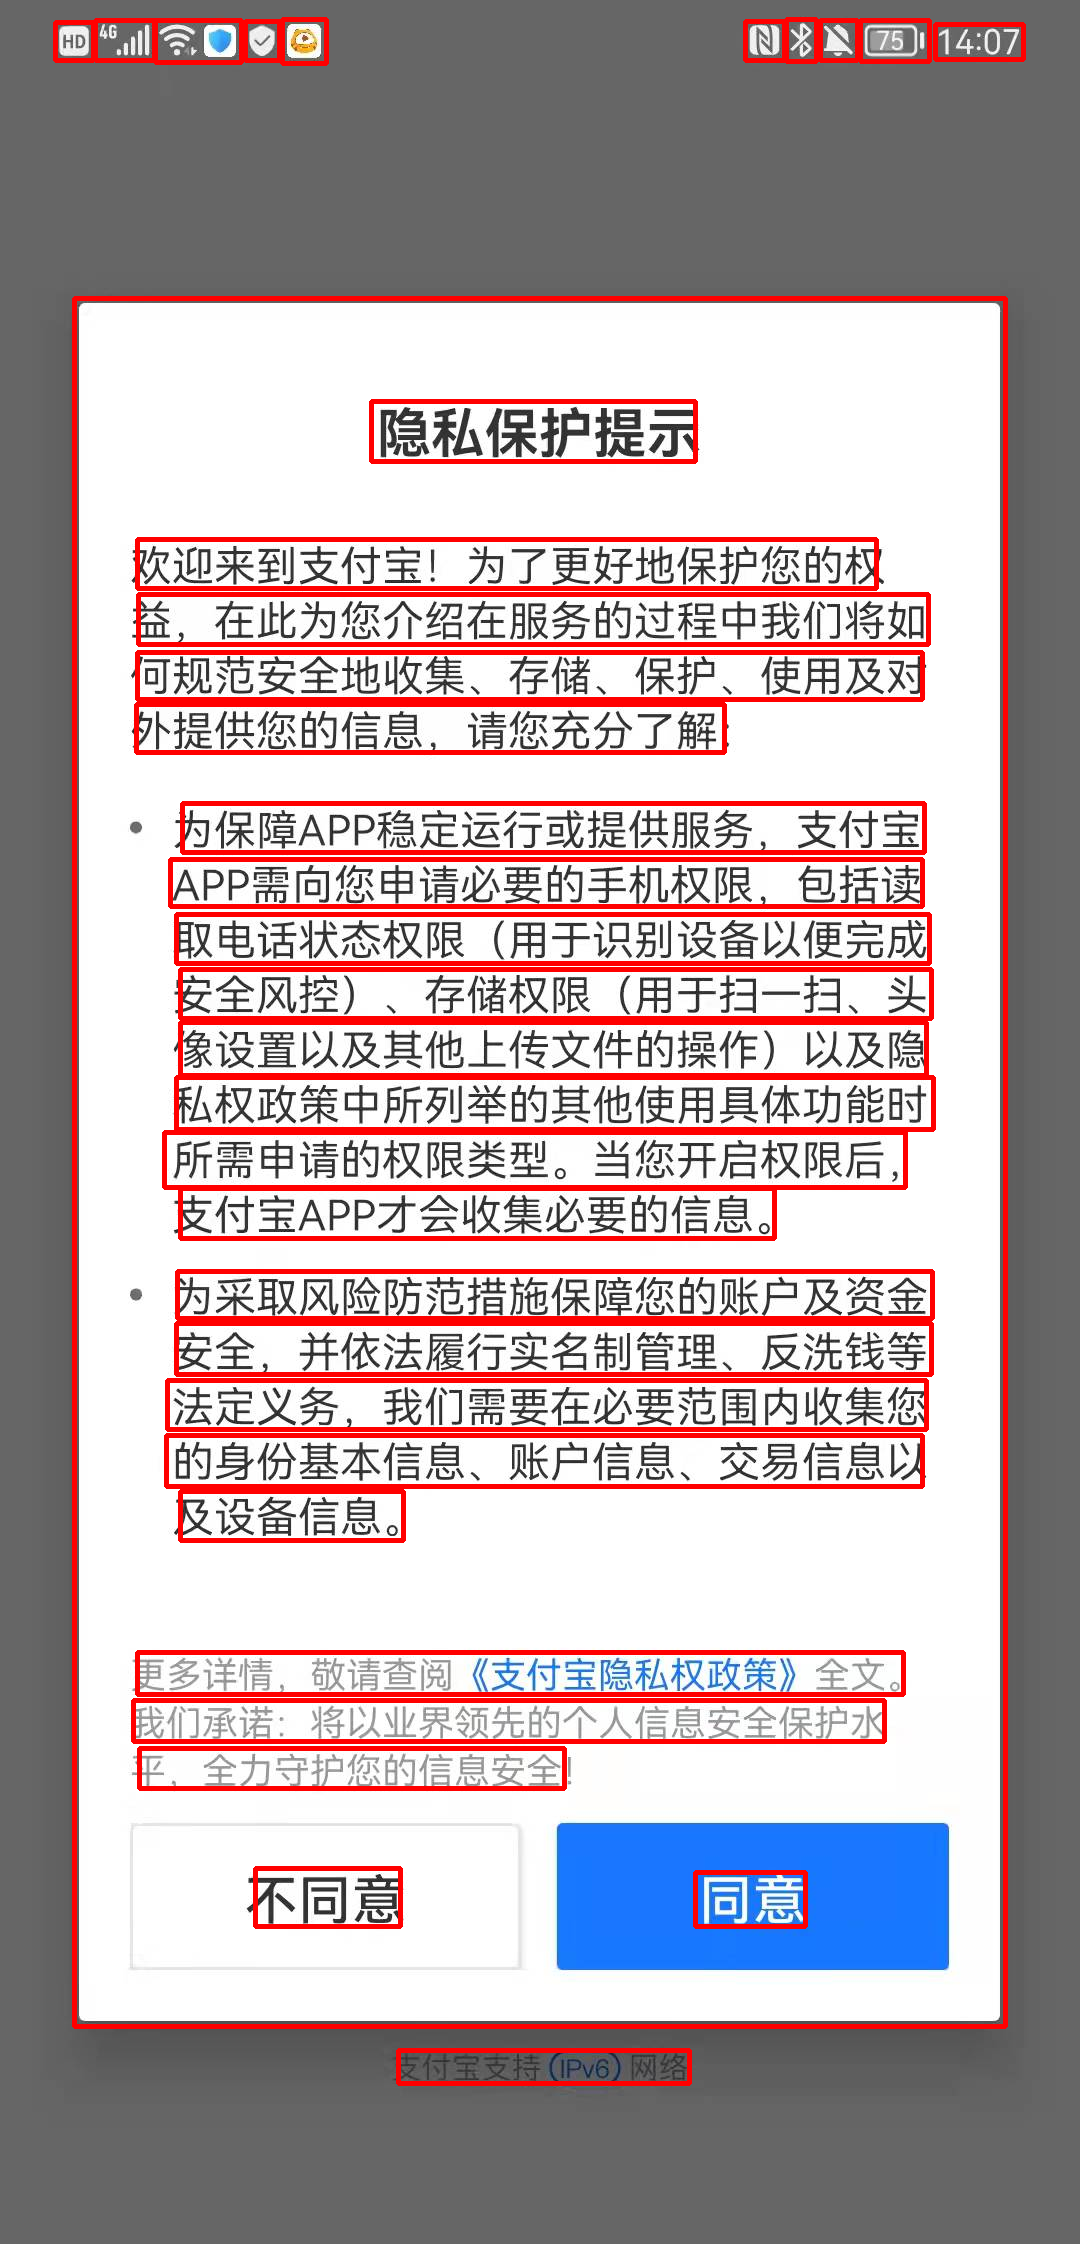 HD 4G 75 14:07
隐私保护提示
欢迎来到支付宝！为了更好地保护您的权
益，在此为您介绍在服务的过程中我们将如
何规范安全地收集、存储、保护、使用及对
外提供您的信息，请您充分了解：
• 为保障APP稳定运行或提供服务，支付宝
APP需向您申请必要的手机权限，包括读
取电话状态权限（用于识别设备以便完成
安全风控）、存储权限（用于扫一扫、头
像设置以及其他上传文件的操作）以及隐
私权政策中所列举的其他使用具体功能时
所需申请的权限类型。当您开启权限后，
支付宝APP才会收集必要的信息。
• 为采取风险防范措施保障您的账户及资金
安全，并依法履行实名制管理、反洗钱等
法定义务，我们需要在必要范围内收集您
的身份基本信息、账户信息、交易信息以
及设备信息。
更多详情，敬请查阅《支付宝隐私权政策》全文。
我们承诺：将以业界领先的个人信息安全保护水
平，全力守护您的信息安全！
不同意 同意
支付宝支持 (IPv6) 网络